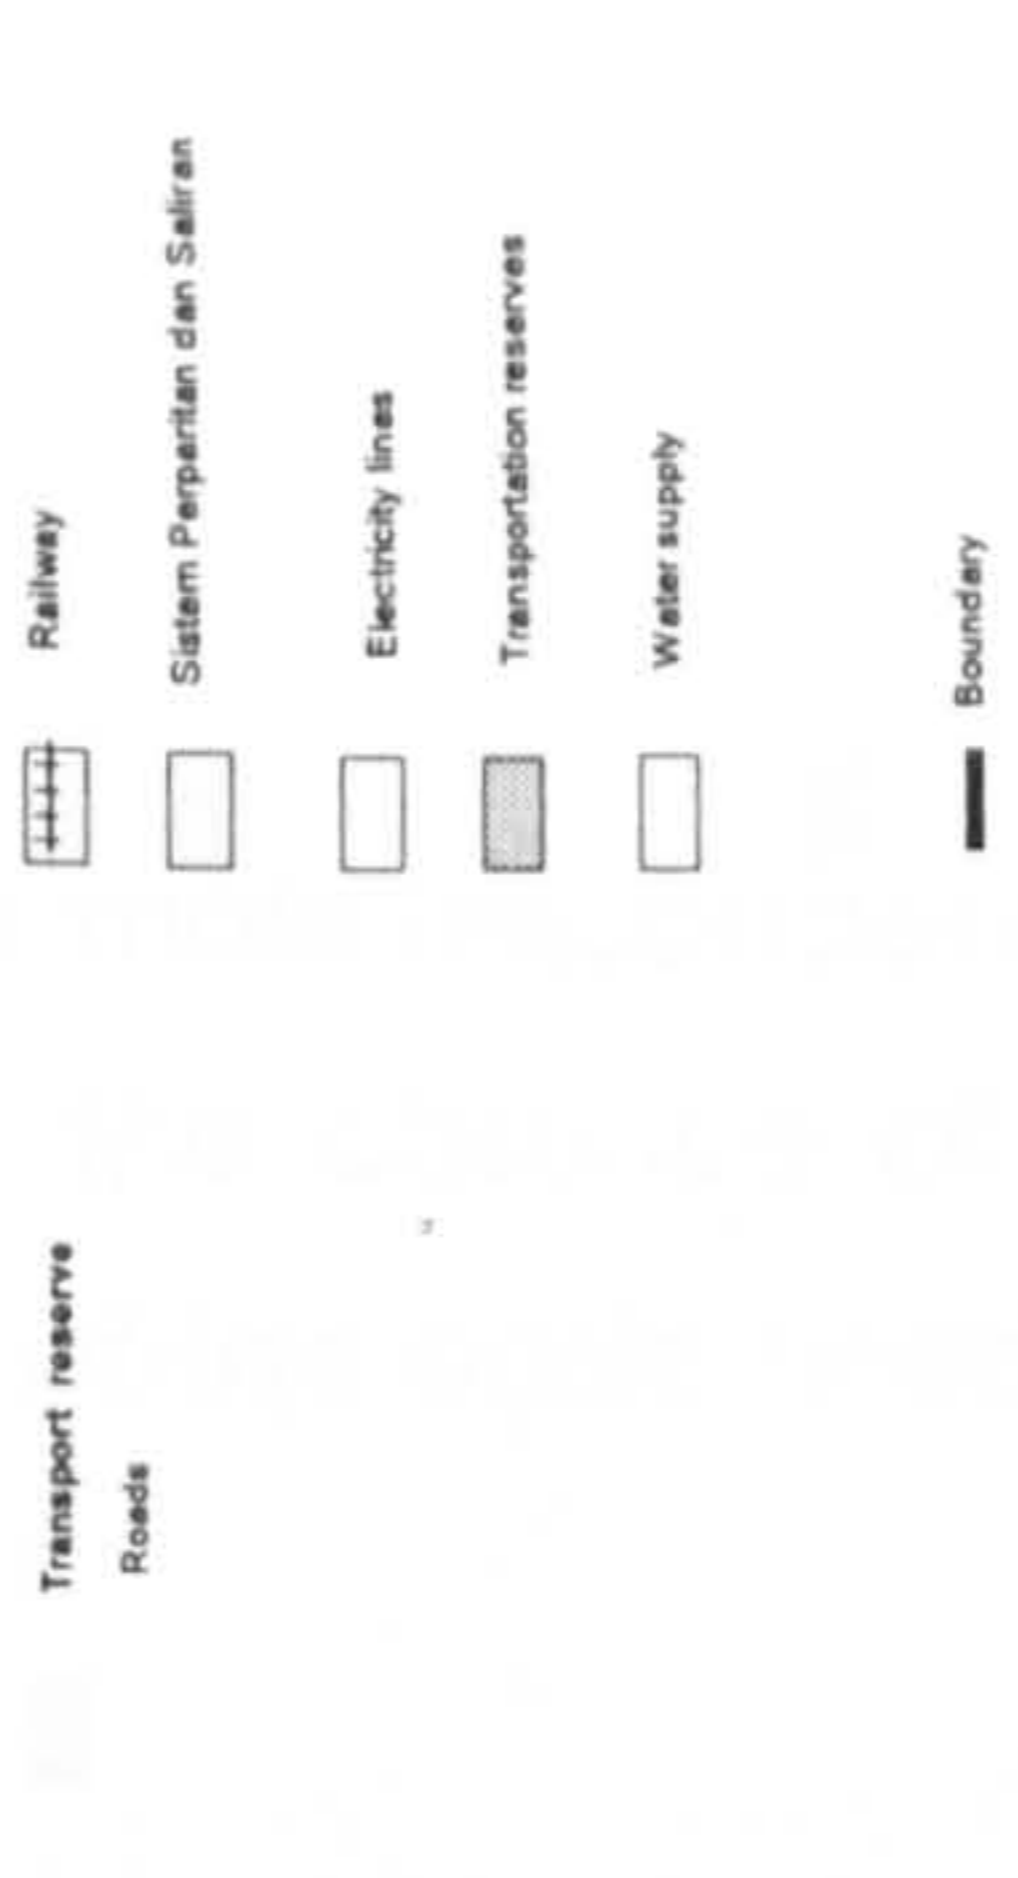 Transport reserve
Roads
Railway
Sistem Perparitan dan Saliran
Electricity lines
Transportation reserves
Water supply
Boundary